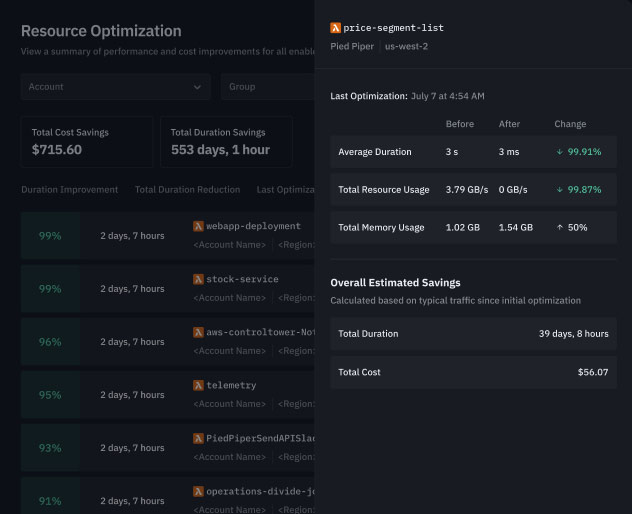 Resource Optimization
View a summary of performance and cost improvements for all
Account
Group
Total Cost Savings
$715.60
Total Duration Savings
553 days, 1 hour
Duration Improvement Total Duration Reduction Last
99% 2 days, 7 hours webapp-deployment
<Account Name> <Region:
99% 2 days, 7 hours stock-service
<Account Name> <Region:
96% 2 days, 7 hours aws-controltower-Not
<Account Name> <Region:
95% 2 days, 7 hours telemetry
<Account Name> <Region:
93% 2 days, 7 hours PiedPiperSendAPISlac
<Account Name> <Region:
91% 2 days, 7 hours operations-divide-jo
<Account Name> <Region:
price-segment-list
Pied Piper us-west-2
Last Optimization: July 7 at 4:54 AM
Before After Change
Average Duration 3 s 3 ms ↓ 99.91%
Total Resource Usage 3.79 GB/s 0 GB/s ↓ 99.87%
Total Memory Usage 1.02 GB 1.54 GB ↑ 50%
Overall Estimated Savings
Calculated based on typical traffic since initial optimization
Total Duration 39 days, 8 hours
Total Cost $56.07